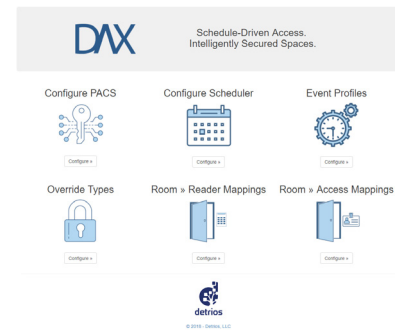 DAX
Schedule-Driven Access.
Intelligently Secured Spaces.
Configure PACS
Configure Scheduler
Event Profiles
Configure »
Configure »
Configure »
Override Types
Room » Reader Mappings
Room » Access Mappings
Configure »
Configure »
Configure »
detrios
© 2019 - Detrios, LLC